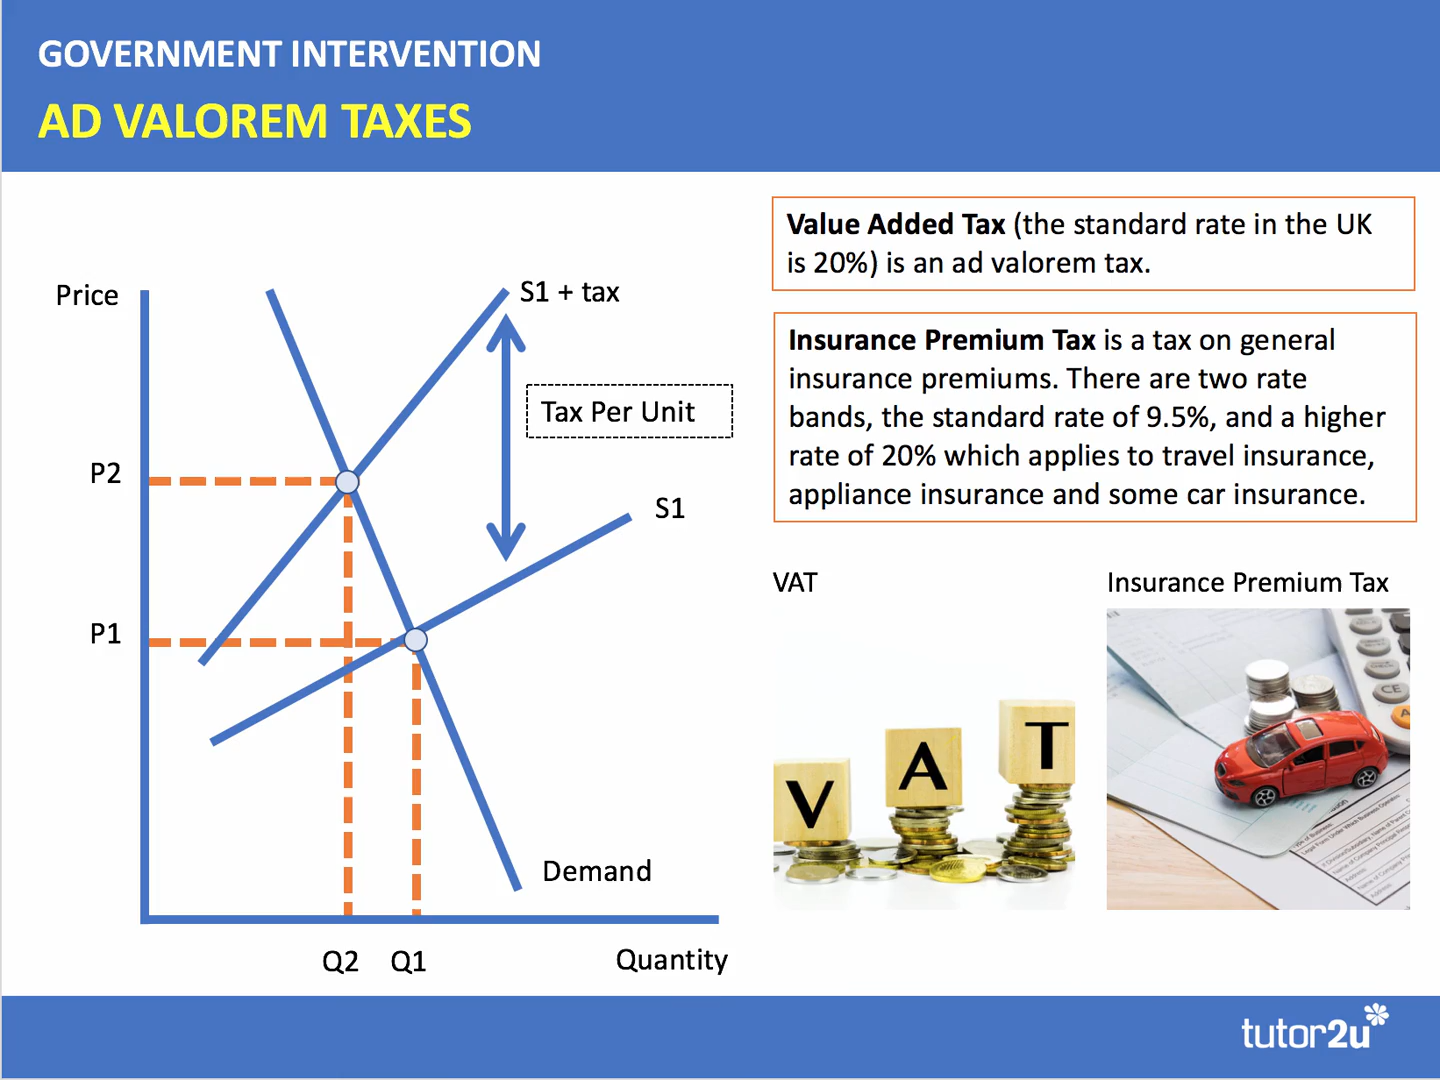 GOVERNMENT INTERVENTION
AD VALOREM TAXES
Price
S1 + tax
Tax Per Unit
P2
S1
P1
Demand
Q2
Q1
Quantity
Value Added Tax (the standard rate in the UK
is 20%) is an ad valorem tax.
Insurance Premium Tax is a tax on general
insurance premiums. There are two rate
bands, the standard rate of 9.5%, and a higher
rate of 20% which applies to travel insurance,
appliance insurance and some car insurance.
VAT
Insurance Premium Tax
V A T
CE
tutor2u